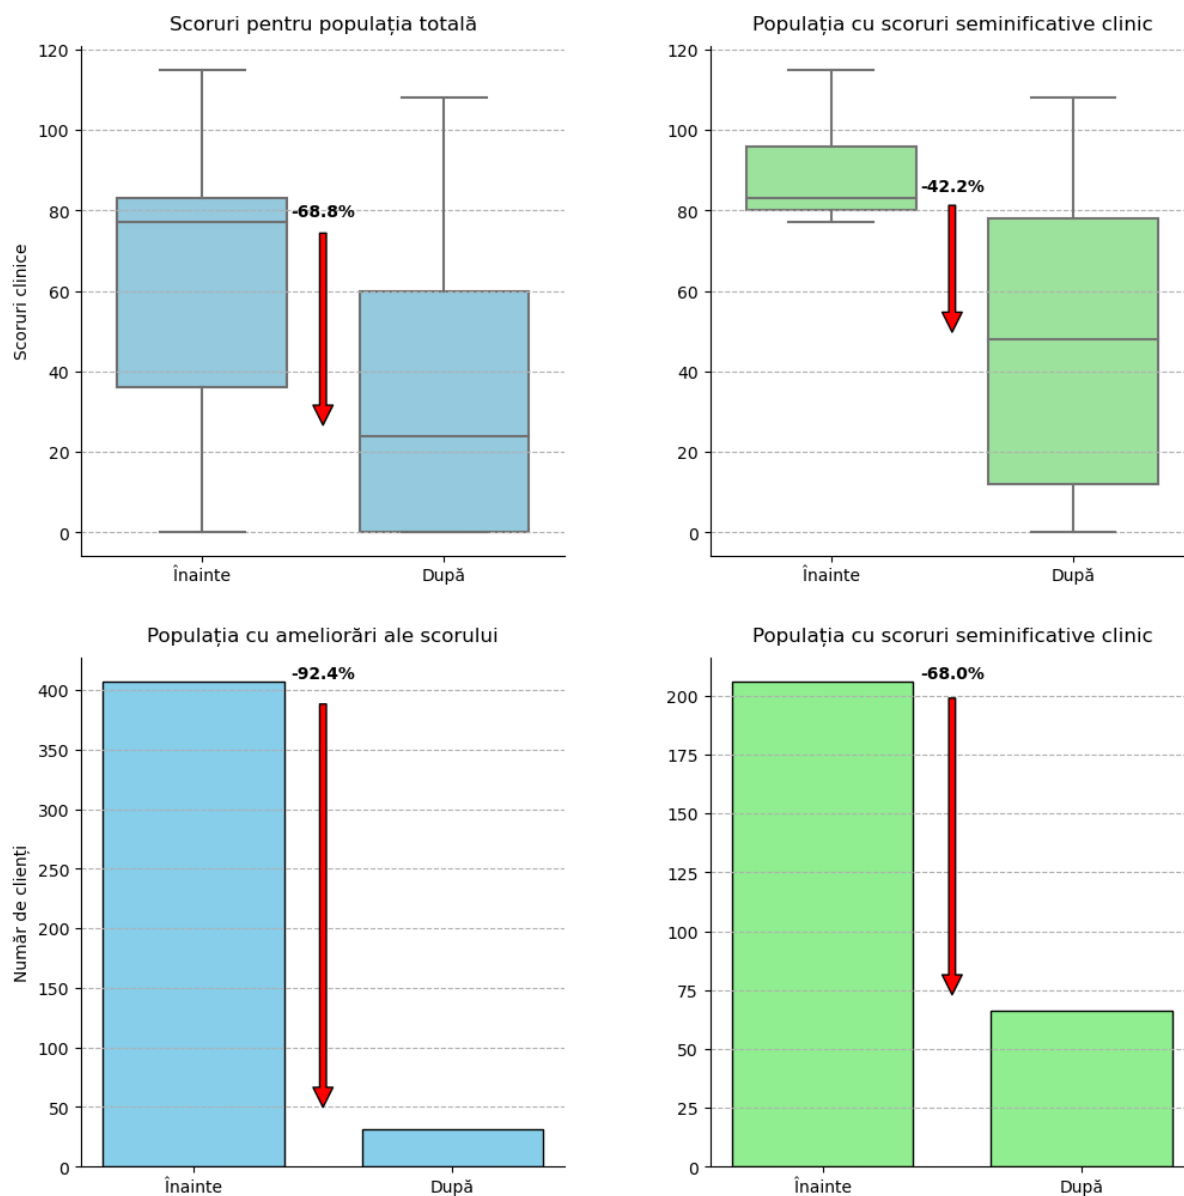 Scoruri pentru populația totală
Scoruri clinice
120
100
80
60
40
20
0
-68.8%
Înainte
După
Populația cu scoruri seminificative clinic
120
100
80
60
40
20
0
-42.2%
Înainte
După
Populația cu ameliorări ale scorului
Număr de clienți
400
350
300
250
200
150
100
50
0
-92.4%
Înainte
După
Populația cu scoruri seminificative clinic
200
175
150
125
100
75
50
25
0
-68.0%
Înainte
După